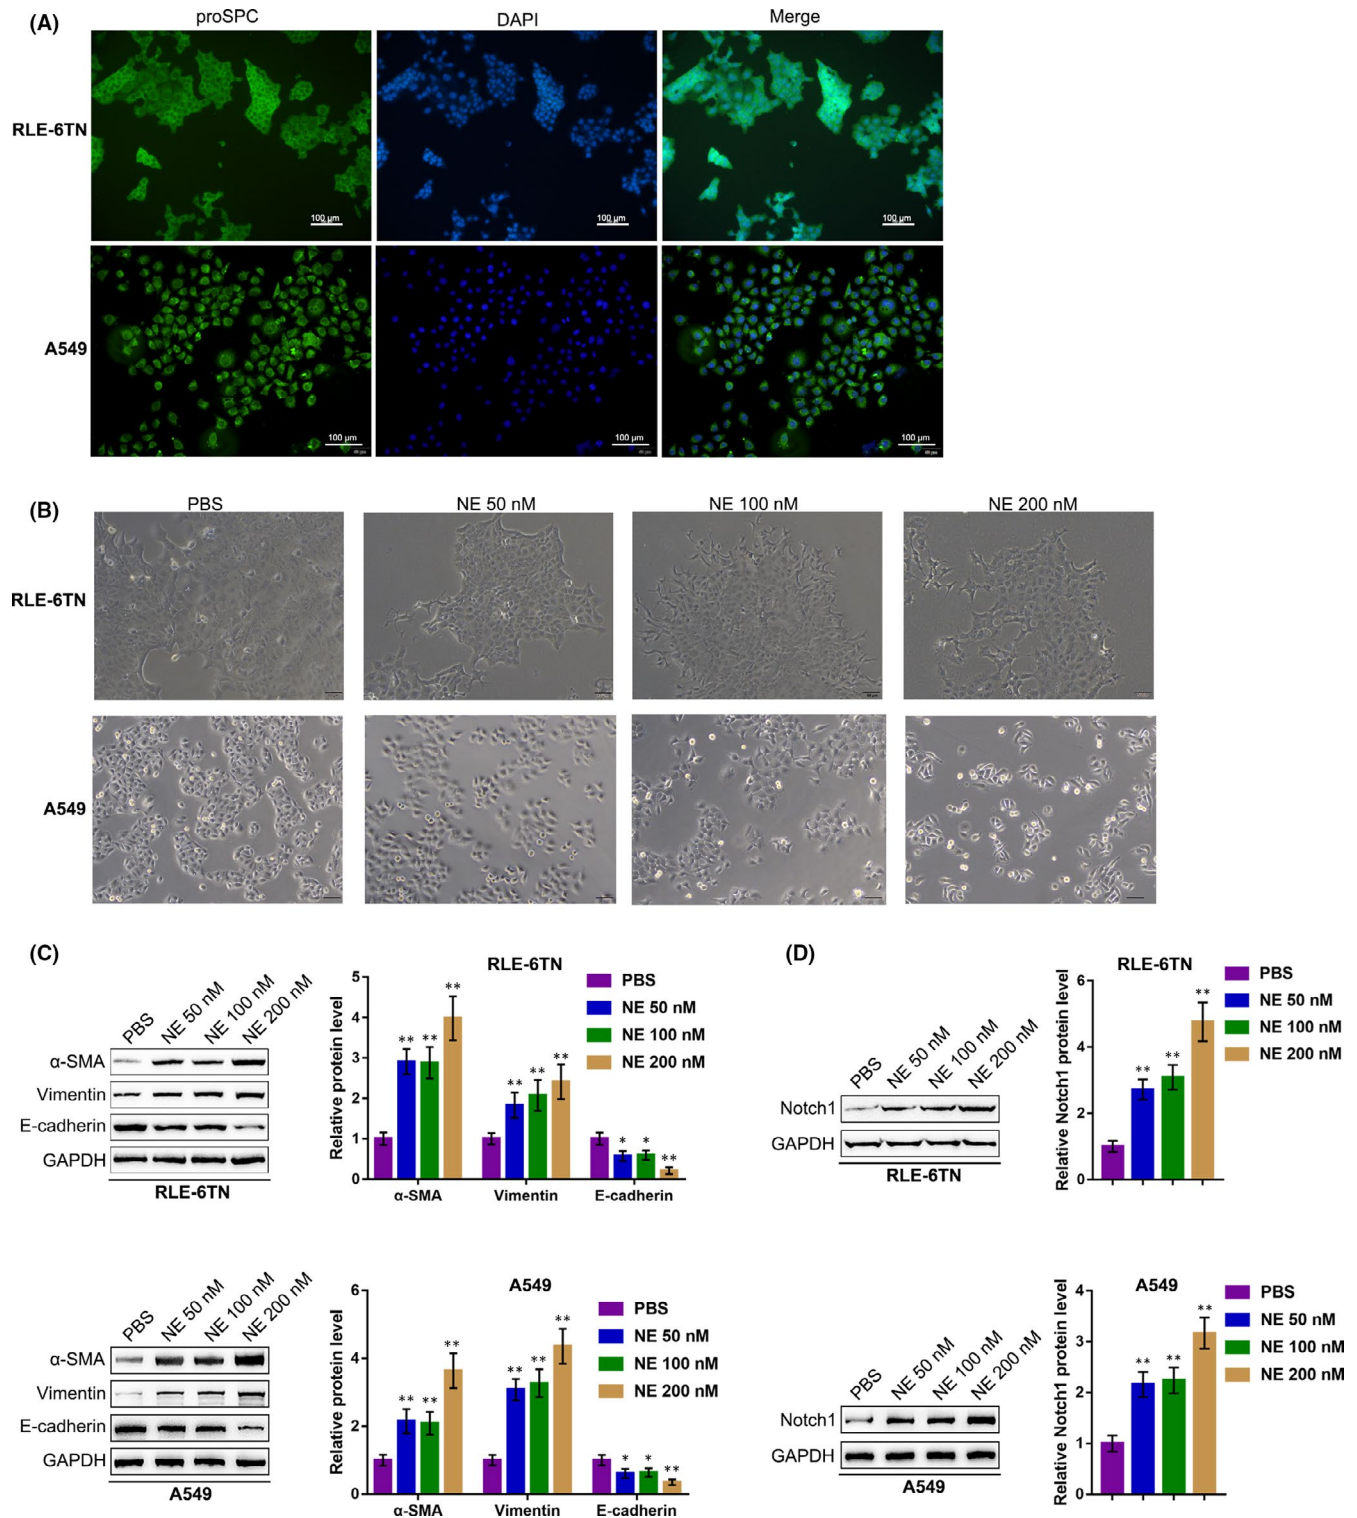 (A)
proSPC DAPI Merge
RLE-6TN
100 µm 100 µm 100 µm
A549
100 µm 100 µm 100 µm
(B)
PBS NE 50 nM NE 100 nM NE 200 nM
RLE-6TN
A549
(C)
PBS NE 50 nM NE 100 nM NE 200 nM
α-SMA
Vimentin
E-cadherin
GAPDH
RLE-6TN
RLE-6TN
Relative protein level
5
4
3
2
1
0
** ** **
** ** **
* * **
α-SMA Vimentin E-cadherin
PBS
NE 50 nM
NE 100 nM
NE 200 nM
(D)
PBS NE 50 nM NE 100 nM NE 200 nM
Notch1
GAPDH
RLE-6TN
RLE-6TN
Relative Notch1 protein level
6
4
2
0
** ** **
PBS
NE 50 nM
NE 100 nM
NE 200 nM
PBS NE 50 nM NE 100 nM NE 200 nM
α-SMA
Vimentin
E-cadherin
GAPDH
A549
A549
Relative protein level
6
4
2
0
** ** **
** ** **
* * **
α-SMA Vimentin E-cadherin
PBS
NE 50 nM
NE 100 nM
NE 200 nM
PBS NE 50 nM NE 100 nM NE 200 nM
Notch1
GAPDH
A549
A549
Relative Notch1 protein level
4
3
2
1
0
** ** **
PBS
NE 50 nM
NE 100 nM
NE 200 nM